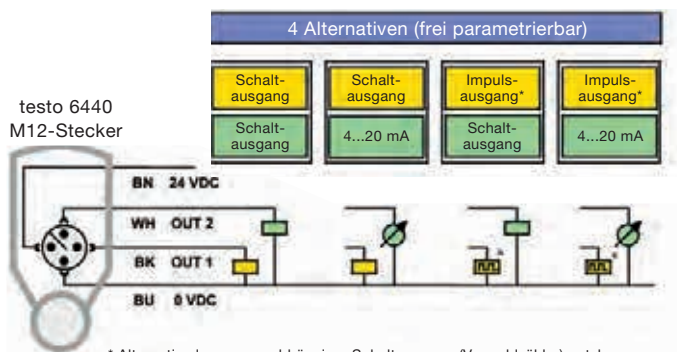 4 Alternativen (frei parametrierbar)
Schalt-
ausgang
Schalt-
ausgang
Impuls-
ausgang*
Impuls-
ausgang*
Schalt-
ausgang
4...20 mA
Schalt-
ausgang
4...20 mA
testo 6440
M12-Stecker
BN 24 VDC
WH OUT 2
BK OUT 1
BU 0 VDC